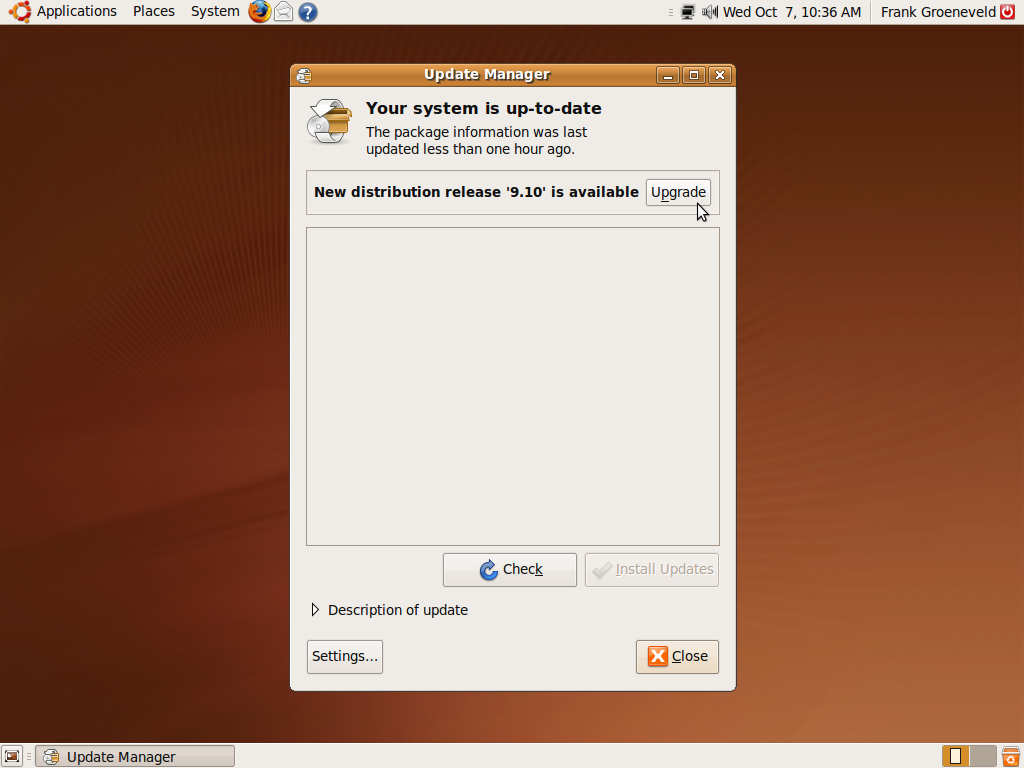 Applications Places System Wed Oct 7, 10:36 AM Frank Groeneveld
Update Manager
Your system is up-to-date
The package information was last
updated less than one hour ago.
New distribution release '9.10' is available Upgrade
Check Install Updates
Description of update
Settings... Close
Update Manager